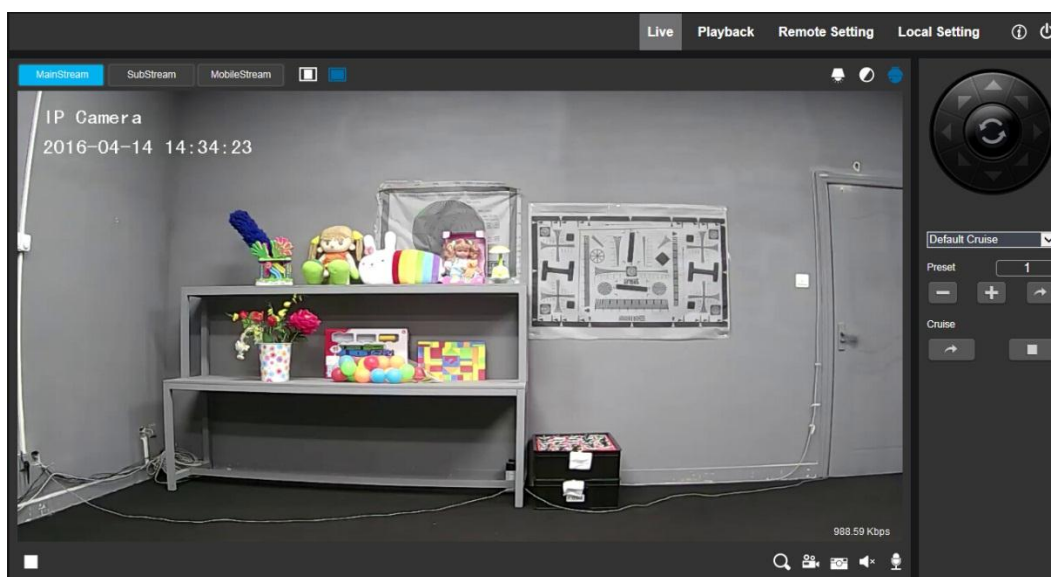 Live Playback Remote Setting Local Setting
MainStream SubStream MobileStream
IP Camera
2016-04-14 14:34:23
988.59 Kbps
Default Cruise
Preset 1
Cruise